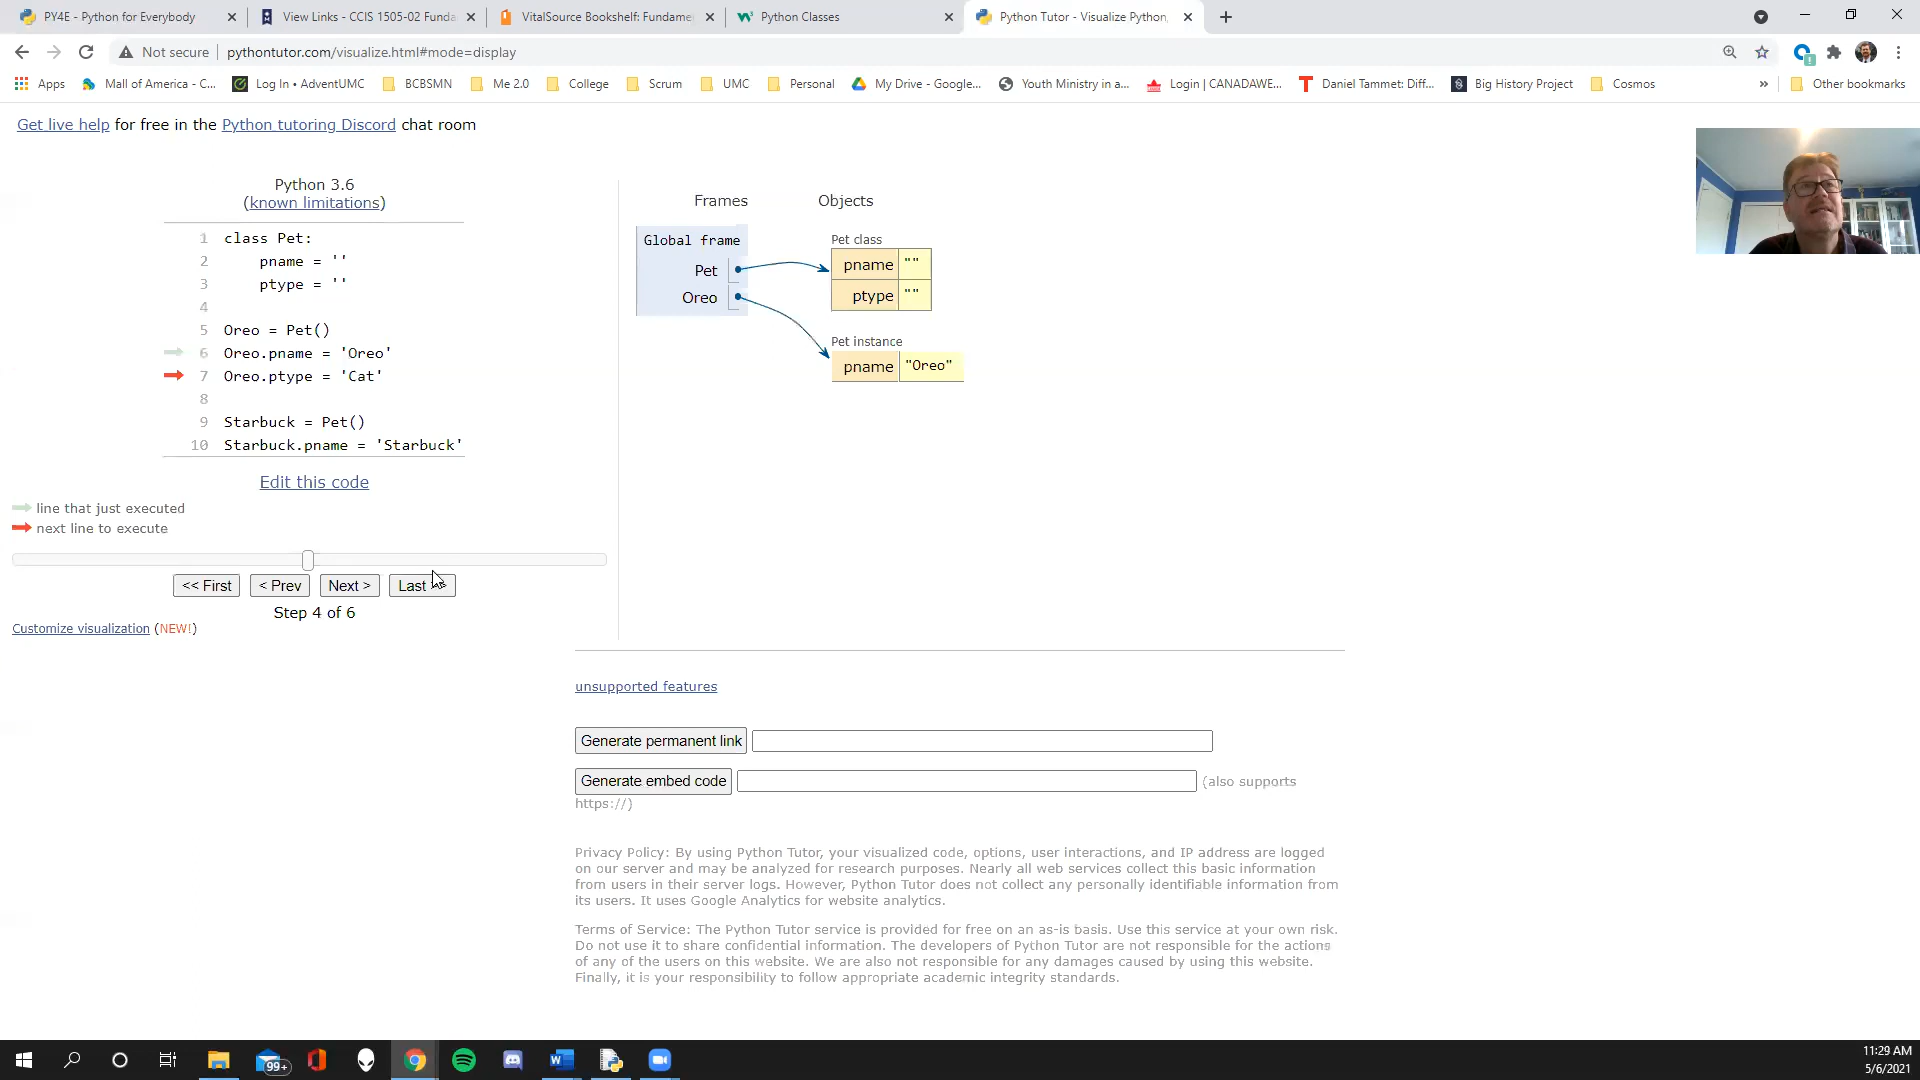 PY4E - Python for Everybody
View Links - CCIS 1505-02 Funda
VitalSource Bookshelf: Fundame
Python Classes
Python Tutor - Visualize Python,
Not secure
pythontutor.com/visualize.html#mode=display
Apps
Mall of America - C...
Log In • AdventUMC
BCBSMN
Me 2.0
College
Scrum
UMC
Personal
My Drive - Google...
Youth Ministry in a...
Login | CANADAWE...
Daniel Tammet: Diff...
Big History Project
Cosmos
»
Other bookmarks
Get live help for free in the Python tutoring Discord chat room
Python 3.6
(known limitations)
1 class Pet:
2 pname = ''
3 ptype = ''
4
5 Oreo = Pet()
6 Oreo.pname = 'Oreo'
7 Oreo.ptype = 'Cat'
8
9 Starbuck = Pet()
10 Starbuck.pname = 'Starbuck'
Edit this code
line that just executed
next line to execute
<< First
< Prev
Next >
Last
Step 4 of 6
Customize visualization (NEW!)
Frames
Objects
Global frame
Pet
Oreo
Pet class
pname ""
ptype ""
Pet instance
pname "Oreo"
unsupported features
Generate permanent link
Generate embed code
(also supports
https://)
Privacy Policy: By using Python Tutor, your visualized code, options, user interactions, and IP address are logged
on our server and may be analyzed for research purposes. Nearly all web services collect this basic information
from users in their server logs. However, Python Tutor does not collect any personally identifiable information from
its users. It uses Google Analytics for website analytics.
Terms of Service: The Python Tutor service is provided for free on an as-is basis. Use this service at your own risk.
Do not use it to share confidential information. The developers of Python Tutor are not responsible for the actions
of any of the users on this website. We are also not responsible for any damages caused by using this website.
Finally, it is your responsibility to follow appropriate academic integrity standards.
99+
11:29 AM
5/6/2021